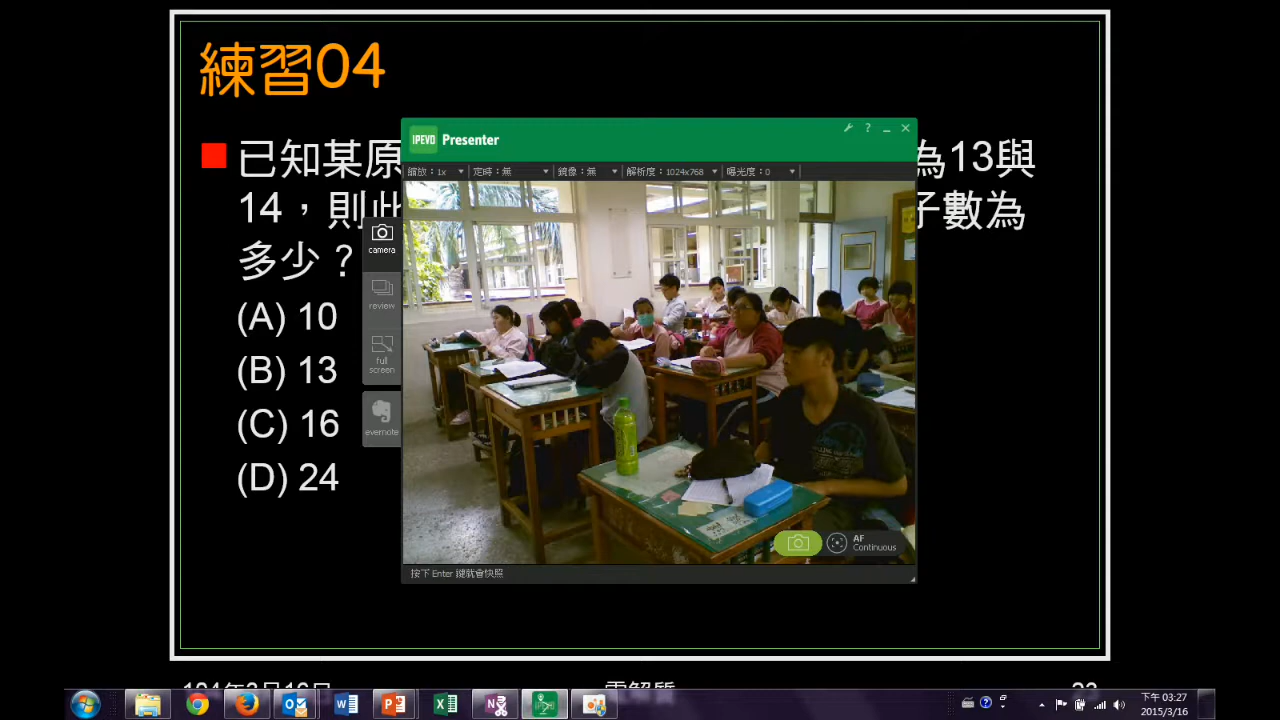 練習04
已知某原
為13與
14，則此
子數為
多少？
(A) 10
(B) 13
(C) 16
(D) 24
IPEVO Presenter
縮放：1x
定時：無
鏡像：無
解析度：1024x768
曝光度：0
camera
review
full
screen
evernote
AF
Continuous
按下 Enter 鍵就會快照
電解質
下午 03:27
2015/3/16